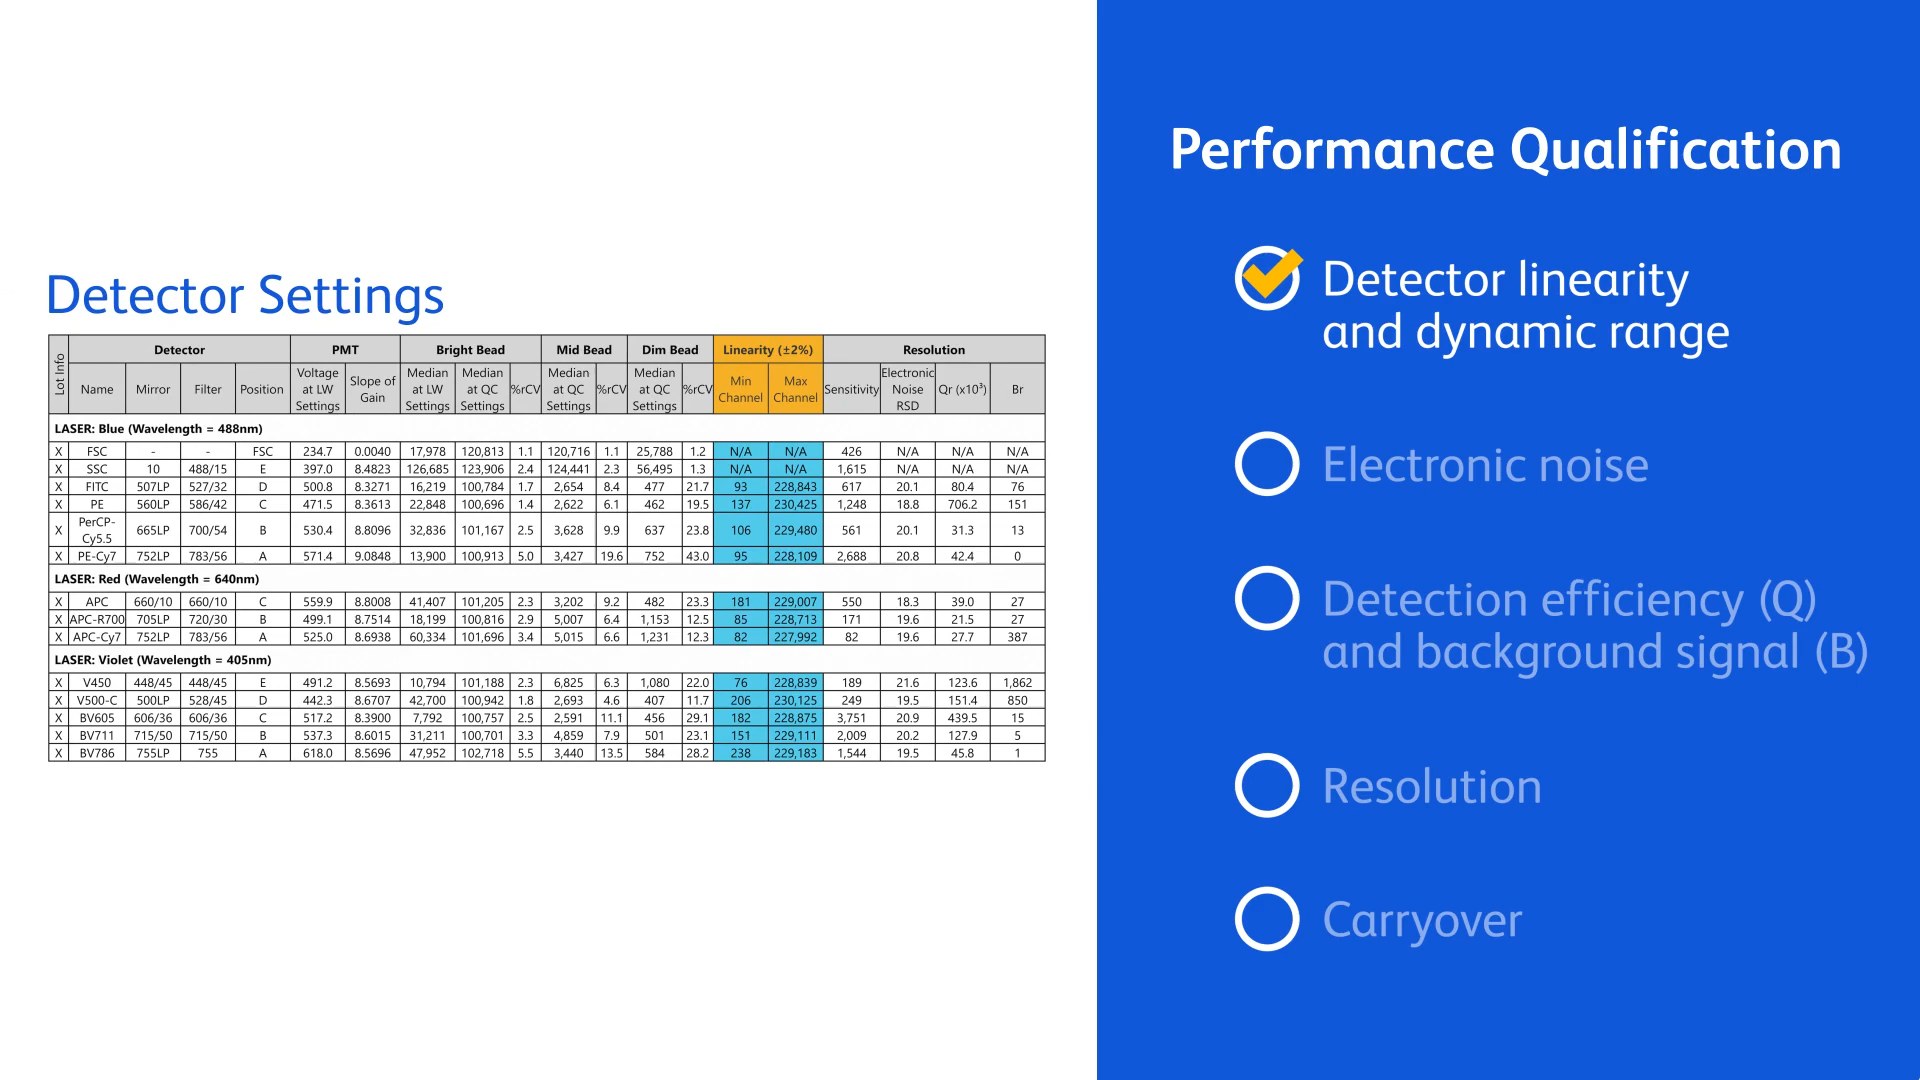 Detector Settings
Lot Info
Detector PMT Bright Bead Mid Bead Dim Bead Linearity (±2%) Resolution
Name Mirror Filter Position Voltage at LW Settings Slope of Gain Median at LW Settings Median at QC Settings %rCV Median at QC Settings %rCV Median at QC Settings %rCV Min Channel Max Channel Sensitivity Electronic Noise RSD Qr (x10³) Br
LASER: Blue (Wavelength = 488nm)
X FSC - - FSC 234.7 0.0040 17,978 120,813 1.1 120,716 1.1 25,788 1.2 N/A N/A 426 N/A N/A N/A
X SSC 10 488/15 E 397.0 8.4823 126,685 123,906 2.4 124,441 2.3 56,495 1.3 N/A N/A 1,615 N/A N/A N/A
X FITC 507LP 527/32 D 500.8 8.3271 16,219 100,784 1.7 2,654 8.4 477 21.7 93 228,843 617 20.1 80.4 76
X PE 560LP 586/42 C 471.5 8.3613 22,848 100,696 1.4 2,622 6.1 462 19.5 137 230,425 1,248 18.8 706.2 151
X PerCP-Cy5.5 665LP 700/54 B 530.4 8.8096 32,836 101,167 2.5 3,628 9.9 637 23.8 106 229,480 561 20.1 31.3 13
X PE-Cy7 752LP 783/56 A 571.4 9.0848 13,900 100,913 5.0 3,427 19.6 752 43.0 95 228,109 2,688 20.8 42.4 0
LASER: Red (Wavelength = 640nm)
X APC 660/10 660/10 C 559.9 8.8008 41,407 101,205 2.3 3,202 9.2 482 23.3 181 229,007 550 18.3 39.0 27
X APC-R700 705LP 720/30 B 499.1 8.7514 18,199 100,816 2.9 5,007 6.4 1,153 12.5 85 228,713 171 19.6 21.5 27
X APC-Cy7 752LP 783/56 A 525.0 8.6938 60,334 101,696 3.4 5,015 6.6 1,231 12.3 82 227,992 82 19.6 27.7 387
LASER: Violet (Wavelength = 405nm)
X V450 448/45 448/45 E 491.2 8.5693 10,794 101,188 2.3 6,825 6.3 1,080 22.0 76 228,839 189 21.6 123.6 1,862
X V500-C 500LP 528/45 D 442.3 8.6707 42,700 100,942 1.8 2,693 4.6 407 11.7 206 230,125 249 19.5 151.4 850
X BV605 606/36 606/36 C 517.2 8.3900 7,792 100,757 2.5 2,591 11.1 456 29.1 182 228,875 3,751 20.9 439.5 15
X BV711 715/50 715/50 B 537.3 8.6015 31,211 100,701 3.3 4,859 7.9 501 23.1 151 229,111 2,009 20.2 127.9 5
X BV786 755LP 755 A 618.0 8.5696 47,952 102,718 5.5 3,440 13.5 584 28.2 238 229,183 1,544 19.5 45.8 1
Performance Qualification
Detector linearity
and dynamic range
Electronic noise
Detection efficiency (Q)
and background signal (B)
Resolution
Carryover